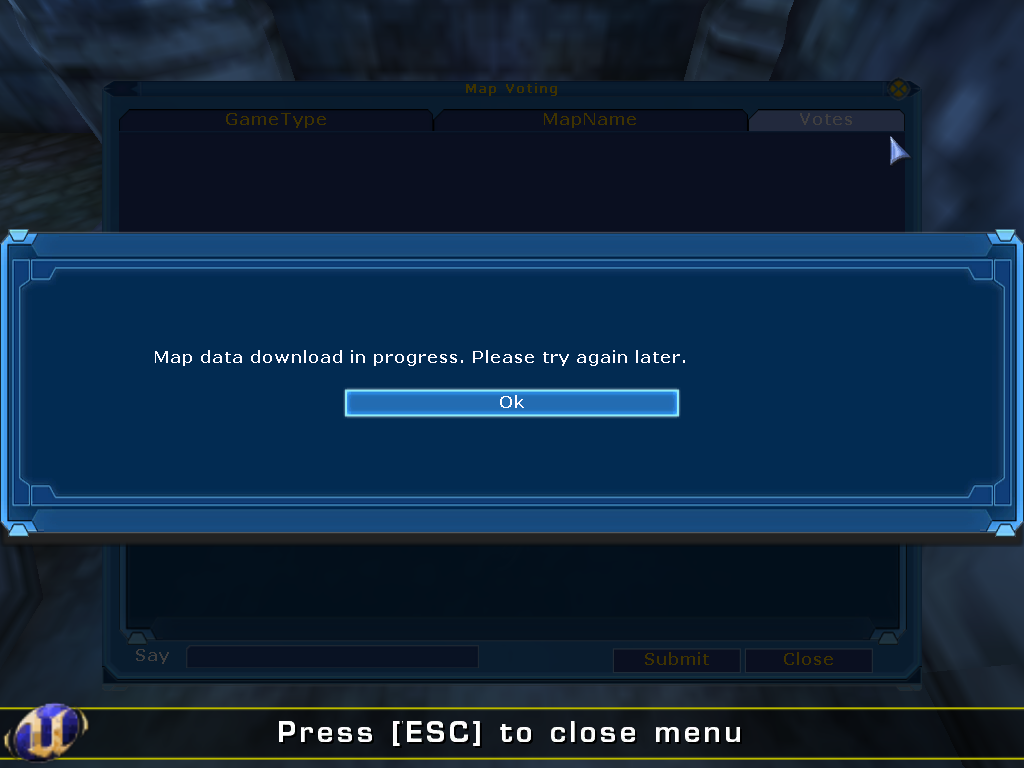 Map Voting
GameType MapName Votes
Map data download in progress. Please try again later.
Ok
Say Submit Close
Press [ESC] to close menu